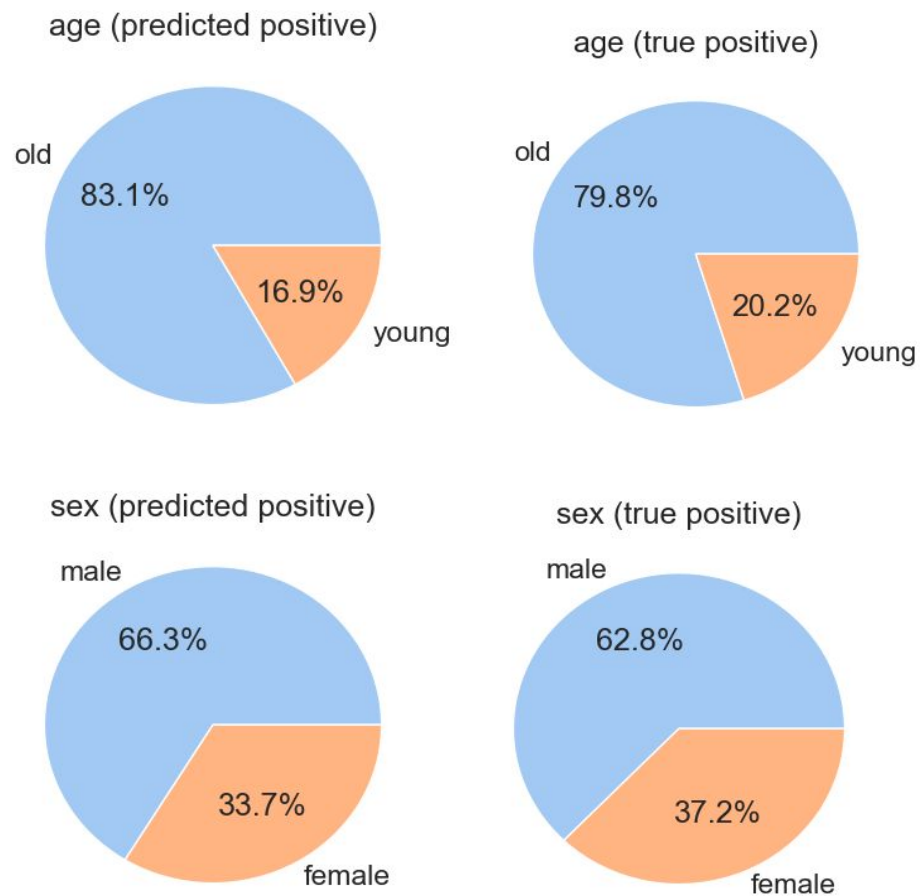 age (predicted positive)
old
83.1%
16.9%
young
age (true positive)
old
79.8%
20.2%
young
sex (predicted positive)
male
66.3%
33.7%
female
sex (true positive)
male
62.8%
37.2%
female